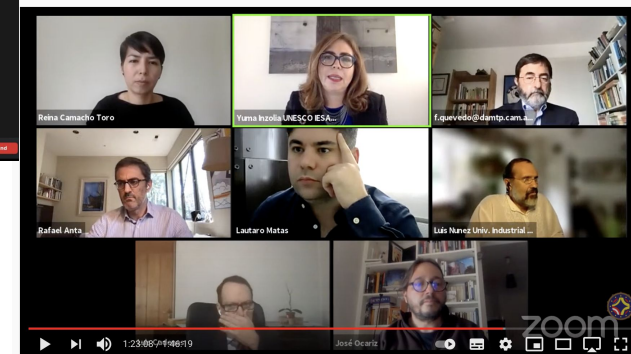 Reina Camacho Toro
Yuma Inzolia UNESCO IESA...
f.quevedo@damtp.cam.a...
od
Rafael Anta
Lautaro Matas
Luis Nunez Univ. Industrial ...
1:23:08 / 1:46:19
José Ocariz
zoom